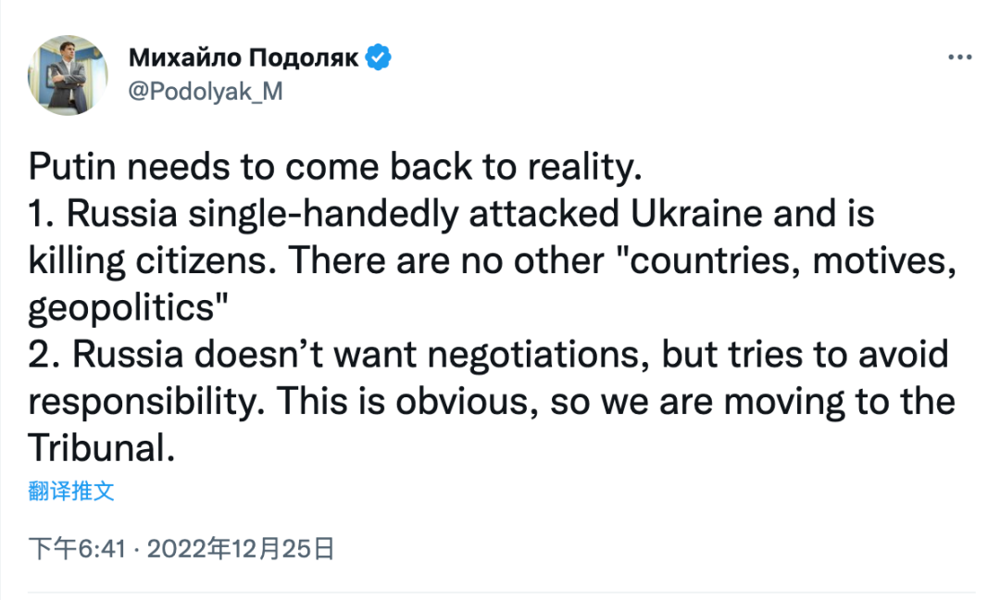 Михайло Подоляк
@Podolyak_M
Putin needs to come back to reality.
1. Russia single-handedly attacked Ukraine and is
killing citizens. There are no other "countries, motives,
geopolitics"
2. Russia doesn’t want negotiations, but tries to avoid
responsibility. This is obvious, so we are moving to the
Tribunal.
翻译推文
下午6:41 · 2022年12月25日